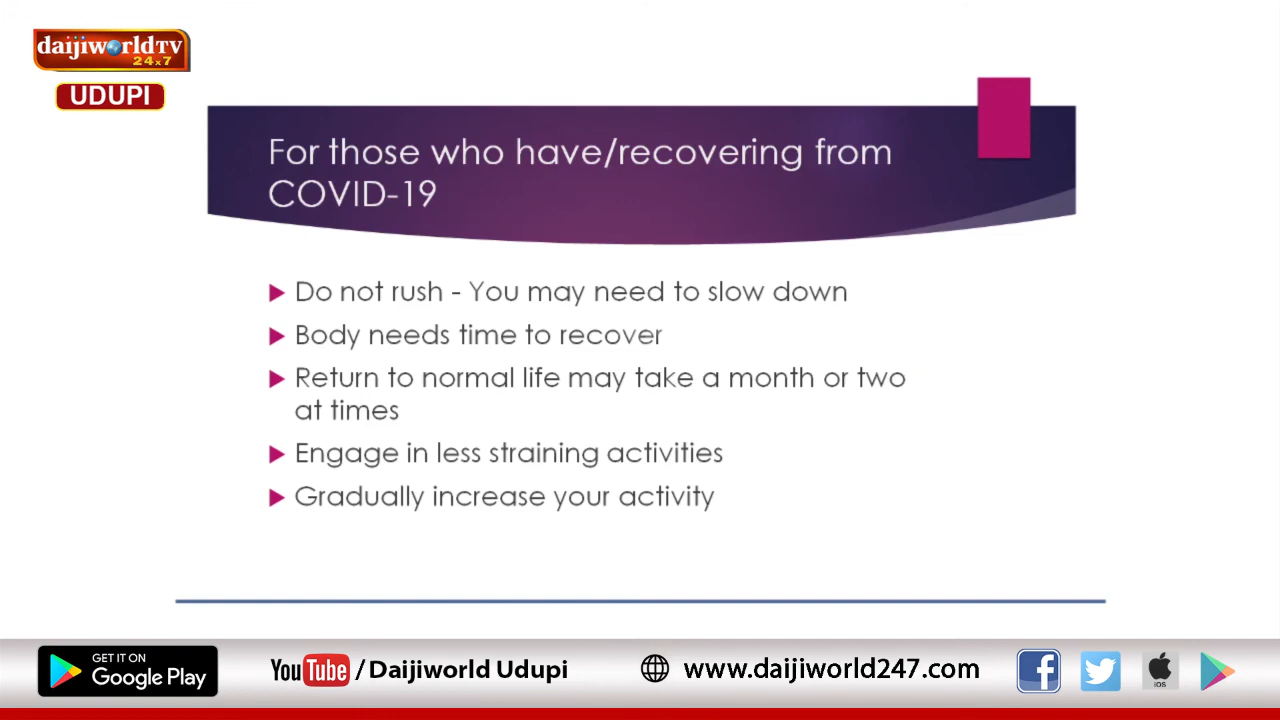 daijiworldTV
24x7
UDUPI
For those who have/recovering from
COVID-19
Do not rush - You may need to slow down
Body needs time to recover
Return to normal life may take a month or two
at times
Engage in less straining activities
Gradually increase your activity
GET IT ON
Google Play
YouTube / Daijiworld Udupi
www.daijiworld247.com
f
iOS